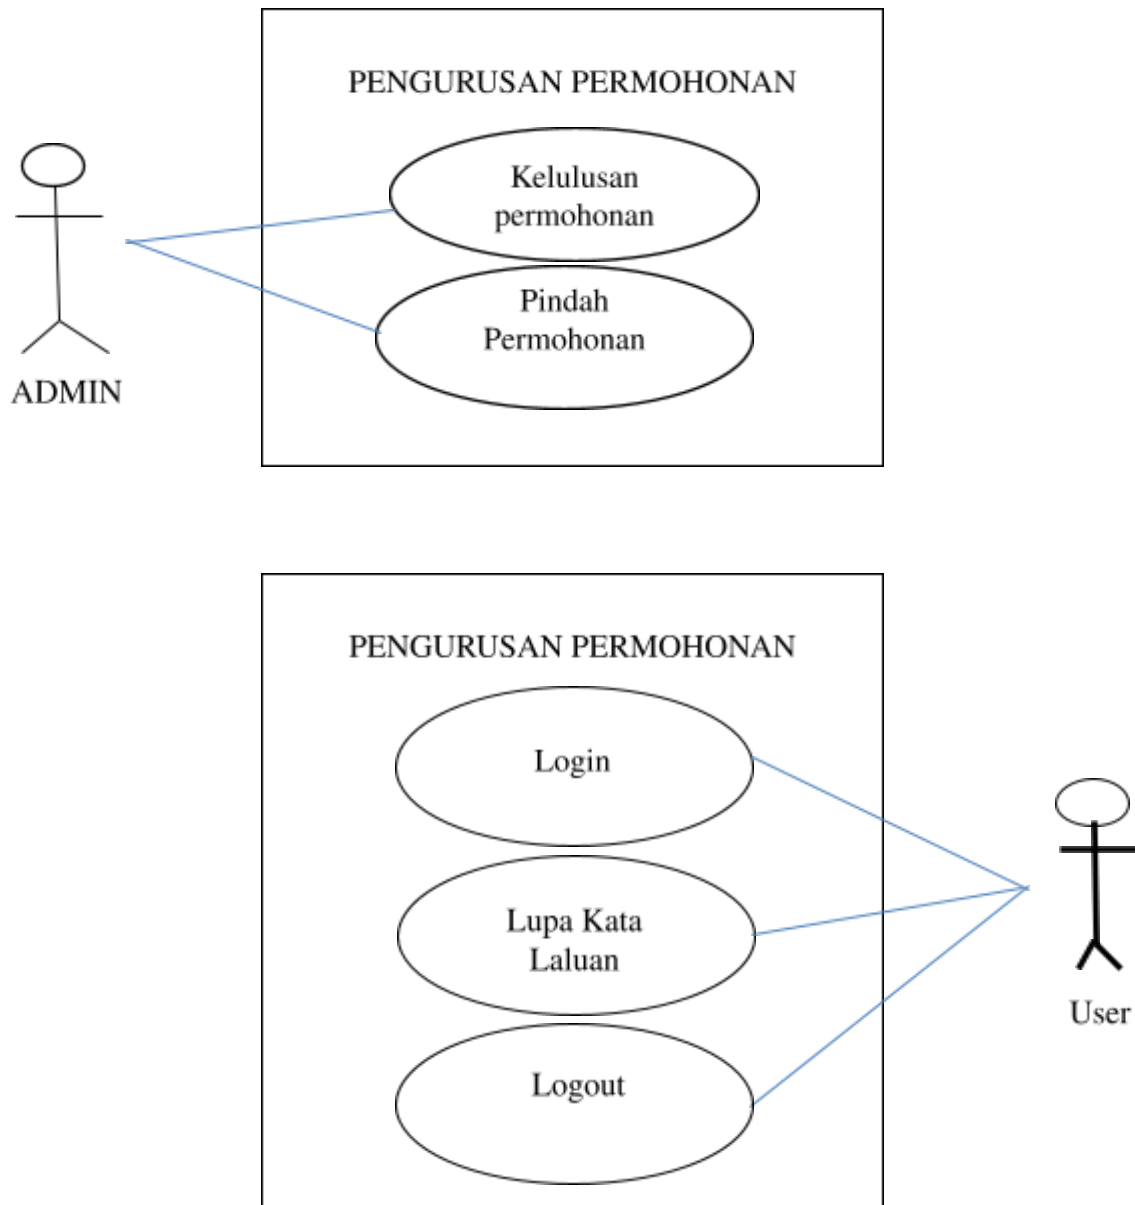 PENGURUSAN PERMOHONAN
Kelulusan
permohonan
Pindah
Permohonan
ADMIN
PENGURUSAN PERMOHONAN
Login
Lupa Kata
Laluan
User
Logout